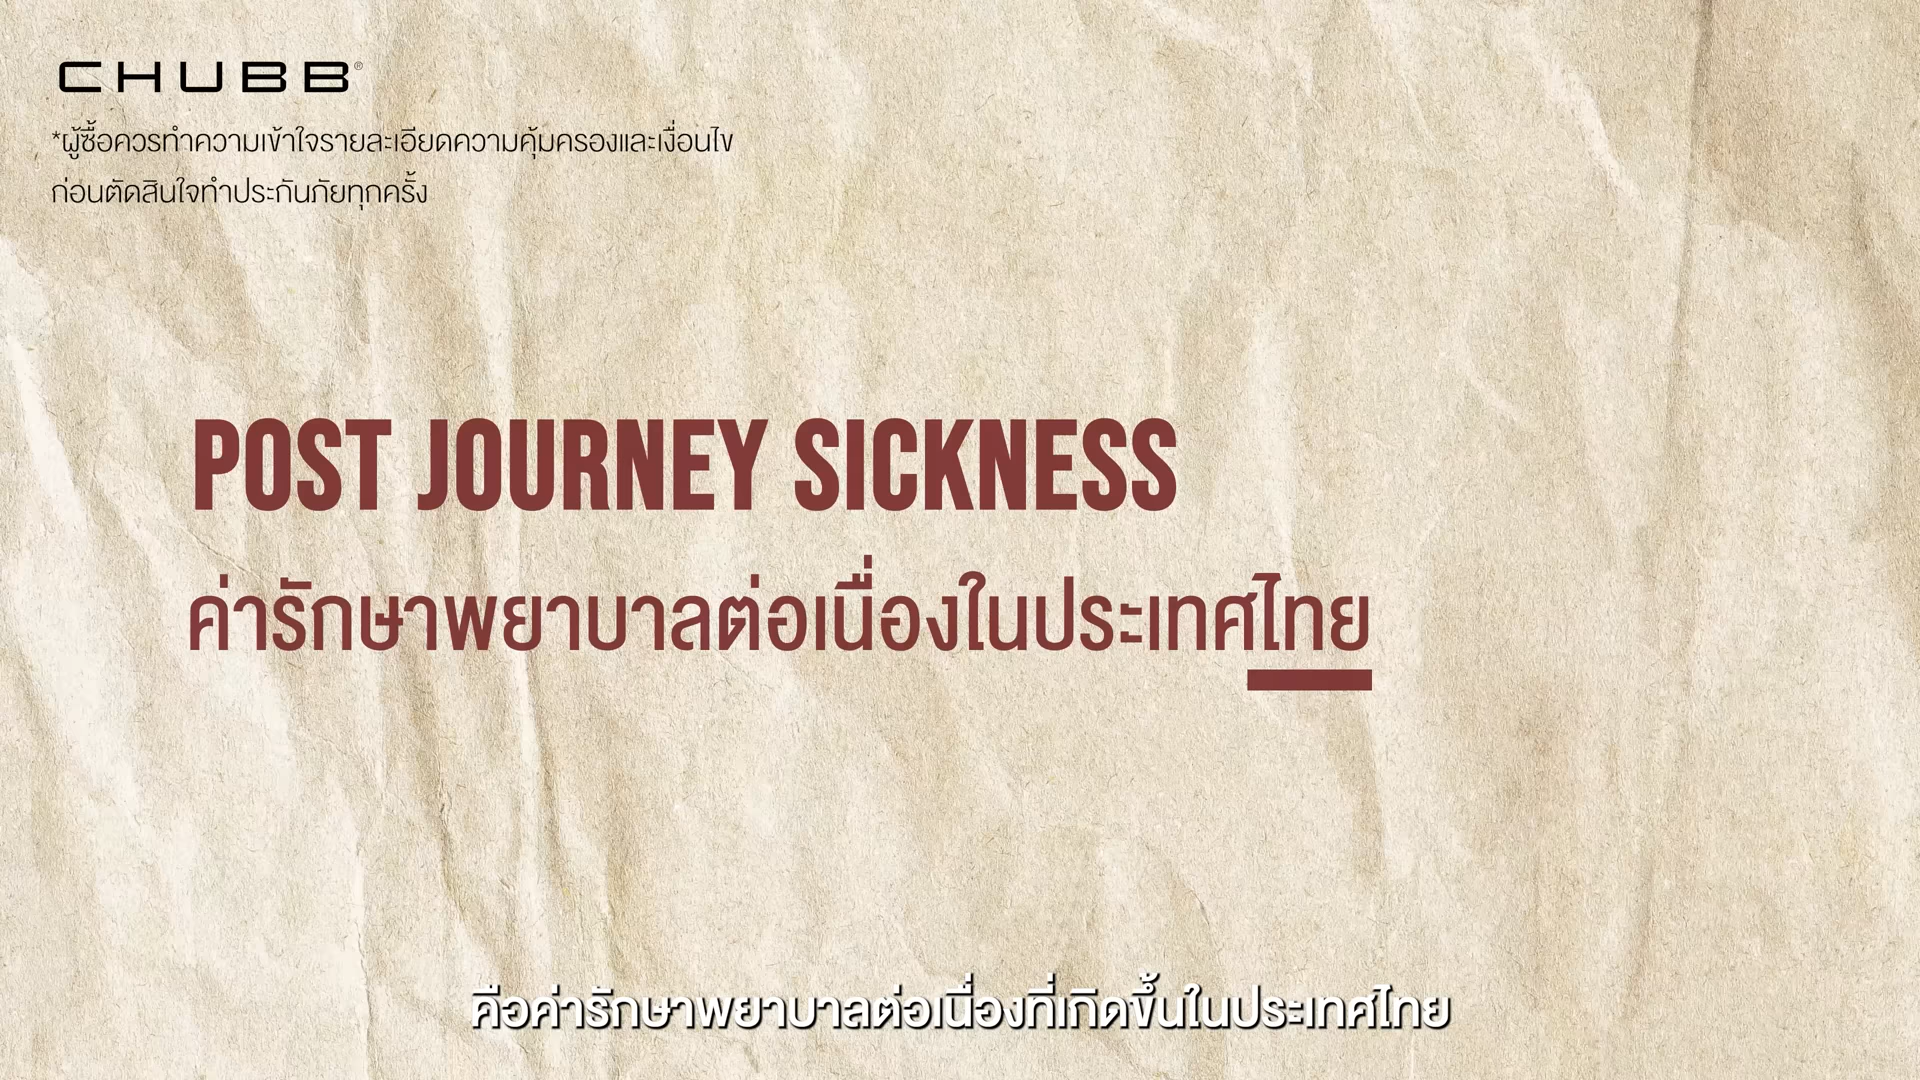 CHUBB®
*ผู้ซื้อควรทำความเข้าใจรายละเอียดความคุ้มครองและเงื่อนไข
ก่อนตัดสินใจทำประกันภัยทุกครั้ง
POST JOURNEY SICKNESS
ค่ารักษาพยาบาลต่อเนื่องในประเทศไทย
คือค่ารักษาพยาบาลต่อเนื่องที่เกิดขึ้นในประเทศไทย